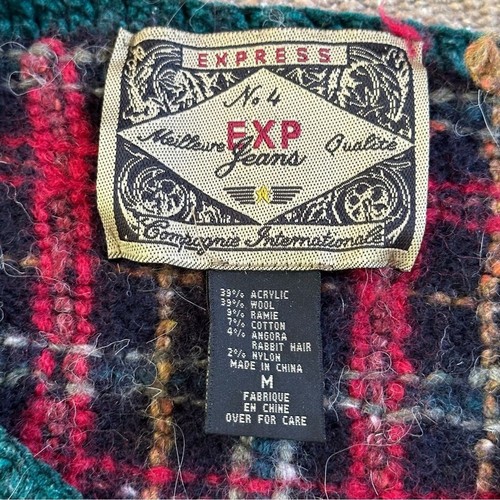 EXPRESS
No 4
Meilleure EXP Qualité
Jeans
Compagnie Internationale
39% ACRYLIC
39% WOOL
9% RAMIE
7% COTTON
4% ANGORA
RABBIT HAIR
2% NYLON
MADE IN CHINA
M
FABRIQUE
EN CHINE
OVER FOR CARE